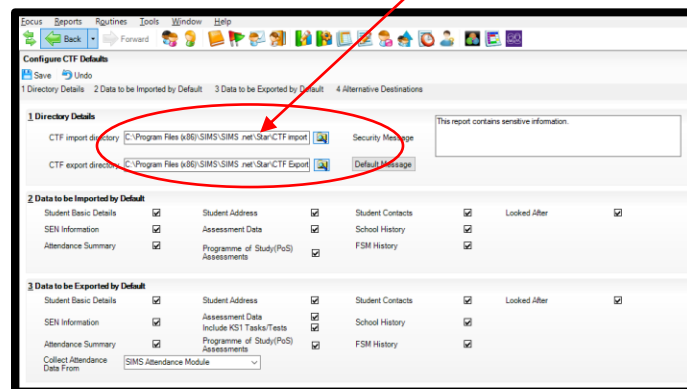 Focus Reports Routines Tools Window Help
Back Forward
Configure CTF Defaults
Save Undo
1 Directory Details 2 Data to be Imported by Default 3 Data to be Exported by Default 4 Alternative Destinations
1 Directory Details
CTF import directory C:\Program Files (x86)\SIMS\SIMS .net\Star\CTF import Security Message This report contains sensitive information.
CTF export directory C:\Program Files (x86)\SIMS\SIMS .net\Star\CTF Export Default Message
2 Data to be Imported by Default
Student Basic Details Student Address Student Contacts Looked After
SEN Information Assessment Data School History
Attendance Summary Programme of Study(PoS) FSM History
Assessments
3 Data to be Exported by Default
Student Basic Details Student Address Student Contacts Looked After
SEN Information Assessment Data School History
Include KS1 Tasks/Tests
Attendance Summary Programme of Study(PoS) FSM History
Assessments
Collect Attendance SIMS Attendance Module
Data From